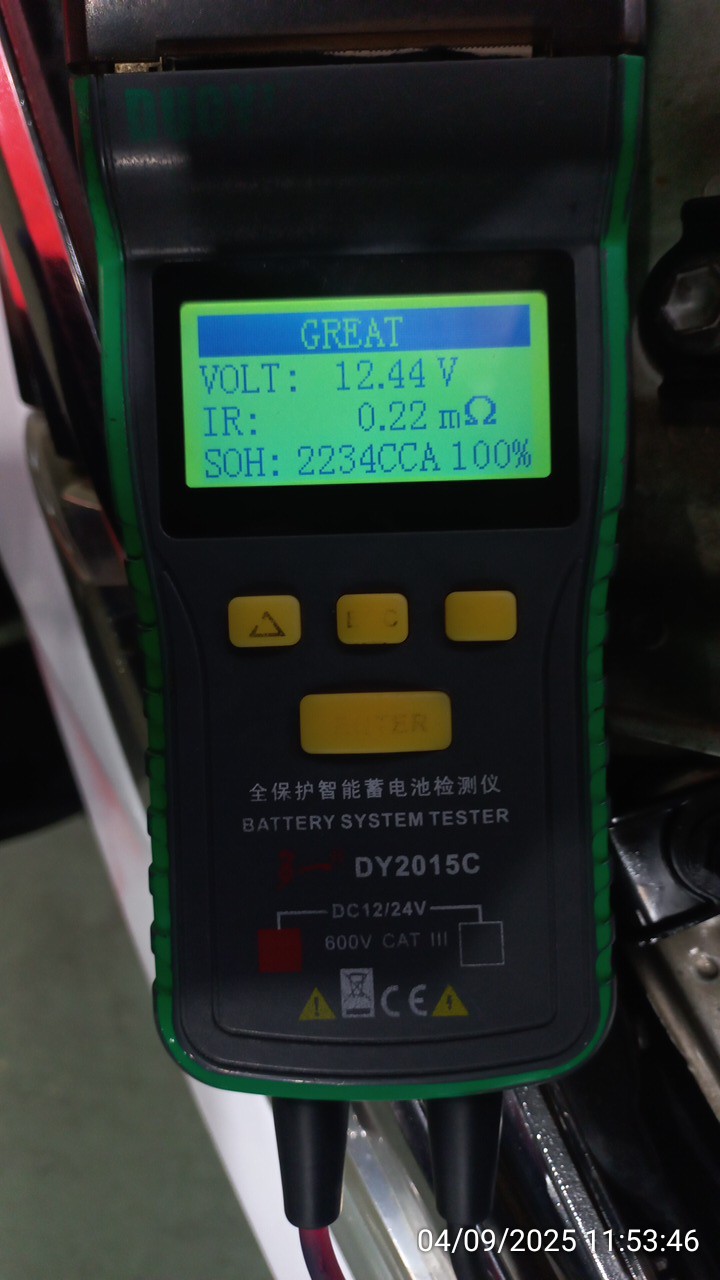 DUOYI
GREAT
VOLT: 12.44 V
IR: 0.22 mΩ
SOH: 2234CCA 100%
ENTER
全保护智能蓄电池检测仪
BATTERY SYSTEM TESTER
DY2015C
DC12/24V
600V CAT III
CE
04/09/2025 11:53:46